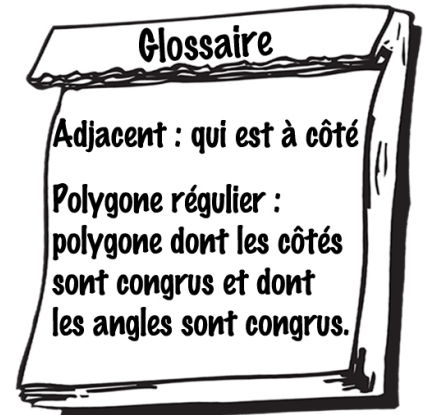 Glossaire
Adjacent : qui est à côté
Polygone régulier :
polygone dont les côtés
sont congrus et dont
les angles sont congrus.